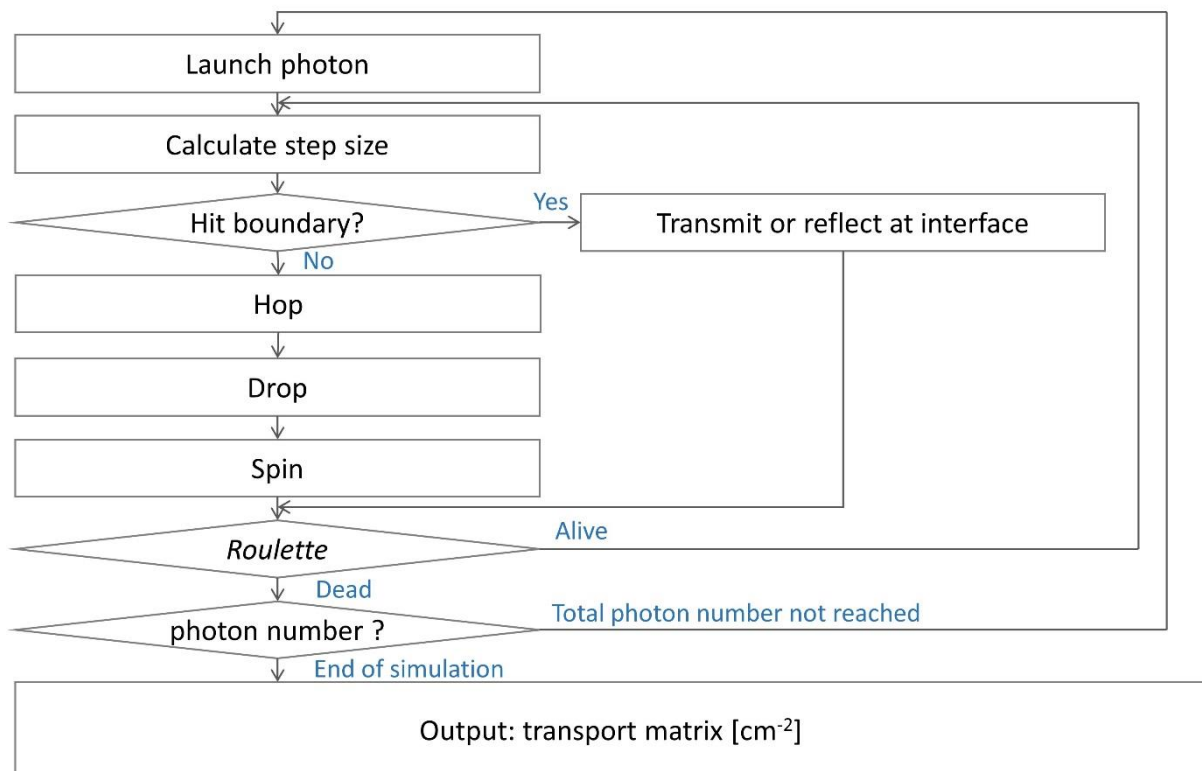 Launch photon
Calculate step size
Hit boundary?
Yes
Transmit or reflect at interface
No
Hop
Drop
Spin
Roulette
Alive
Dead
photon number ?
Total photon number not reached
End of simulation
Output: transport matrix [cm⁻²]